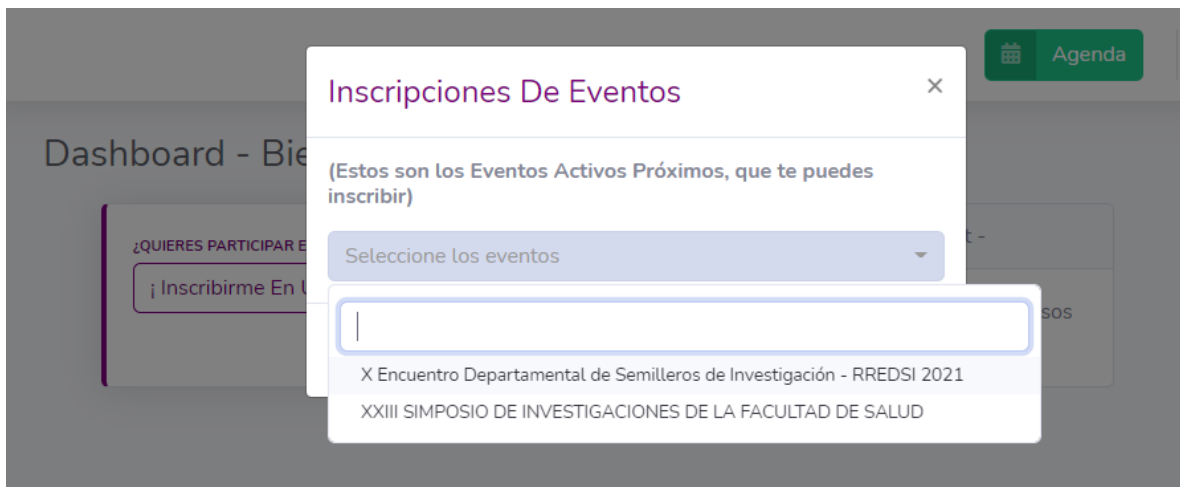 Agenda
Inscripciones De Eventos
×
Dashboard - Bie
(Estos son los Eventos Activos Próximos, que te puedes
inscribir)
¿QUIERES PARTICIPAR E
t -
Seleccione los eventos
¡ Inscribirme En U
sos
X Encuentro Departamental de Semilleros de Investigación - RREDSI 2021
XXIII SIMPOSIO DE INVESTIGACIONES DE LA FACULTAD DE SALUD